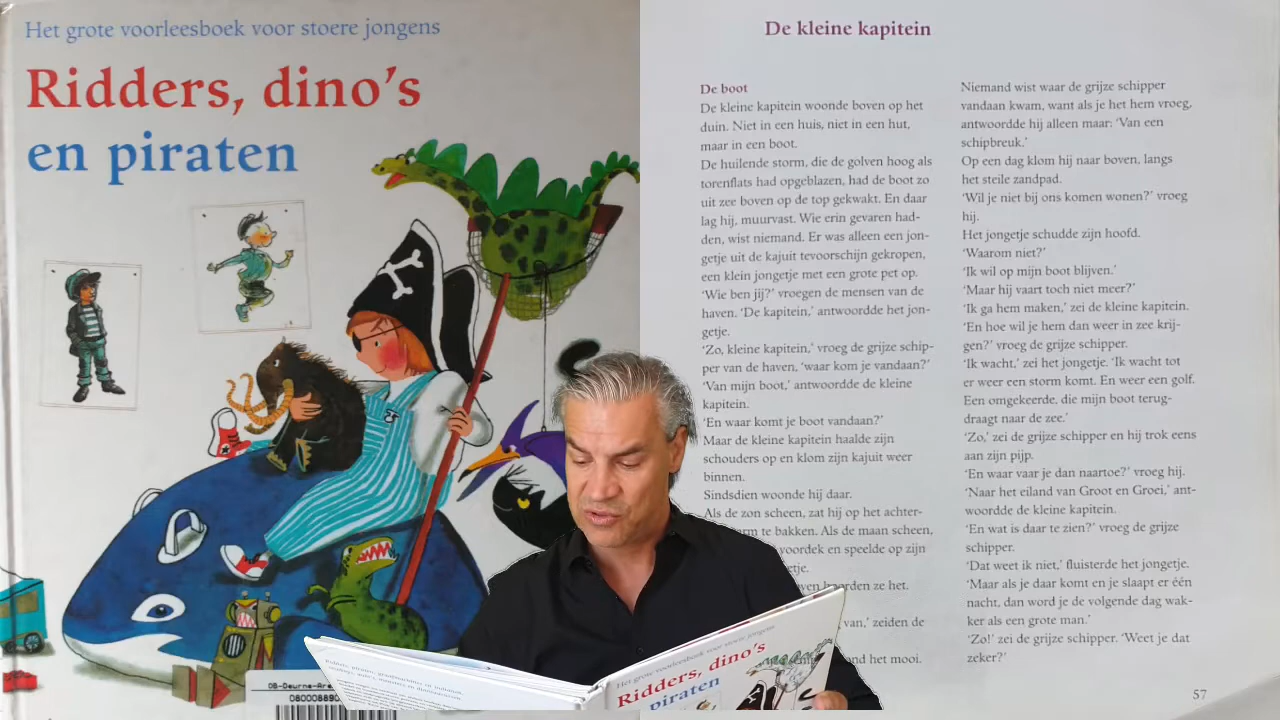 Het grote voorleesboek voor stoere jongens
Ridders, dino's
en piraten
OB-Deurne-Are
De kleine kapitein
De boot
De kleine kapitein woonde boven op het
duin. Niet in een huis, niet in een hut,
maar in een boot.
De huilende storm, die de golven hoog als
torenflats had opgeblazen, had de boot zo
uit zee boven op de top gekwakt. En daar
lag hij, muurvast. Wie erin gevaren had-
den, wist niemand. Er was alleen een jon-
getje uit de kajuit tevoorschijn gekropen,
een klein jongetje met een grote pet op.
'Wie ben jij?' vroegen de mensen van de
haven. 'De kapitein,' antwoordde het jon-
getje.
'Zo, kleine kapitein,' vroeg de grijze schip-
per van de haven, 'waar kom je vandaan?'
'Van mijn boot,' antwoordde de kleine
kapitein.
'En waar komt je boot vandaan?'
Maar de kleine kapitein haalde zijn
schouders op en klom zijn kajuit weer
binnen.
Sindsdien woonde hij daar.
Als de zon scheen, zat hij op het achter-
te bakken. Als de maan scheen,
voordek en speelde op zijn
ze het.
van,' zeiden de
het mooi.
Niemand wist waar de grijze schipper
vandaan kwam, want als je het hem vroeg,
antwoordde hij alleen maar: 'Van een
schipbreuk.'
Op een dag klom hij naar boven, langs
het steile zandpad.
'Wil je niet bij ons komen wonen?' vroeg
hij.
Het jongetje schudde zijn hoofd.
'Waarom niet?'
'Ik wil op mijn boot blijven.'
'Maar hij vaart toch niet meer?'
'Ik ga hem maken,' zei de kleine kapitein.
'En hoe wil je hem dan weer in zee krij-
gen?' vroeg de grijze schipper.
'Ik wacht,' zei het jongetje. 'Ik wacht tot
er weer een storm komt. En weer een golf.
Een omgekeerde, die mijn boot terug-
draagt naar de zee.'
'Zo,' zei de grijze schipper en hij trok eens
aan zijn pijp.
'En waar vaar je dan naartoe?' vroeg hij.
'Naar het eiland van Groot en Groei,' ant-
woordde de kleine kapitein.
'En wat is daar te zien?' vroeg de grijze
schipper.
'Dat weet ik niet,' fluisterde het jongetje.
'Maar als je daar komt en je slaapt er één
nacht, dan word je de volgende dag wak-
ker als een grote man.'
'Zo!' zei de grijze schipper. 'Weet je dat
zeker?'
57
Het grote voorleesboek voor stoere jongens
Ridders, dino's
piraten